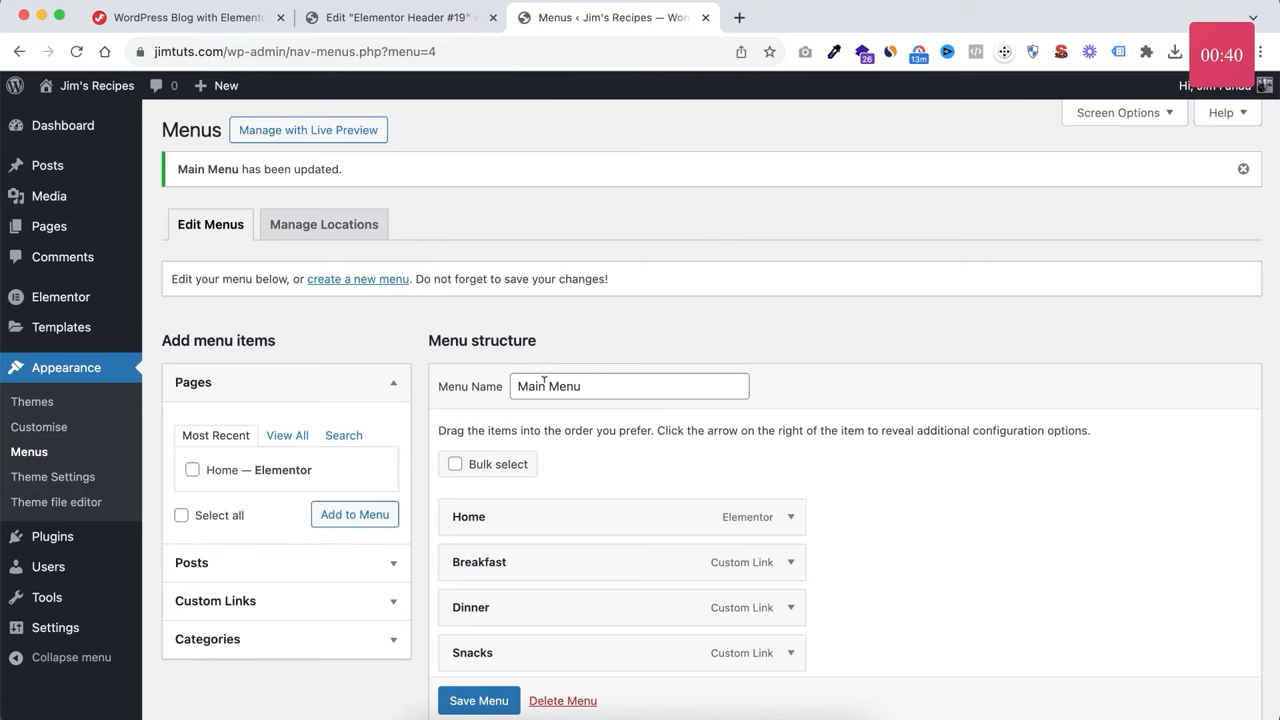 WordPress Blog with Elemento
Edit "Elementor Header #19"
Menus ‹ Jim's Recipes — Wor
jimtuts.com/wp-admin/nav-menus.php?menu=4
26
13m
00:40
Jim's Recipes
0
New
Hi, Jim Fahad
Dashboard
Posts
Media
Pages
Comments
Elementor
Templates
Appearance
Themes
Customise
Menus
Theme Settings
Theme file editor
Plugins
Users
Tools
Settings
Collapse menu
Screen Options
Help
Menus
Manage with Live Preview
Main Menu has been updated.
Edit Menus
Manage Locations
Edit your menu below, or create a new menu. Do not forget to save your changes!
Add menu items
Pages
Most Recent
View All
Search
Home — Elementor
Select all
Add to Menu
Posts
Custom Links
Categories
Menu structure
Menu Name
Main Menu
Drag the items into the order you prefer. Click the arrow on the right of the item to reveal additional configuration options.
Bulk select
Home
Elementor
Breakfast
Custom Link
Dinner
Custom Link
Snacks
Custom Link
Save Menu
Delete Menu